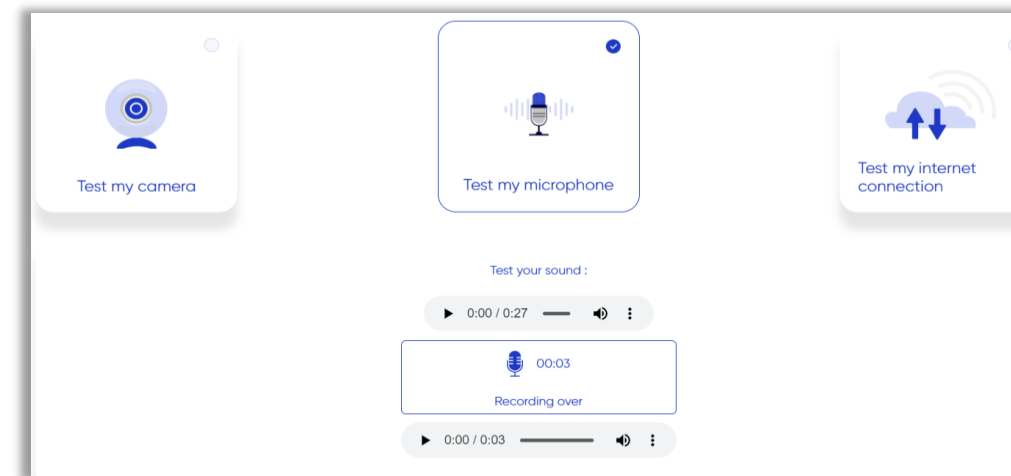 Test my camera
Test my microphone
Test my internet
connection
Test your sound :
0:00 / 0:27
00:03
Recording over
0:00 / 0:03